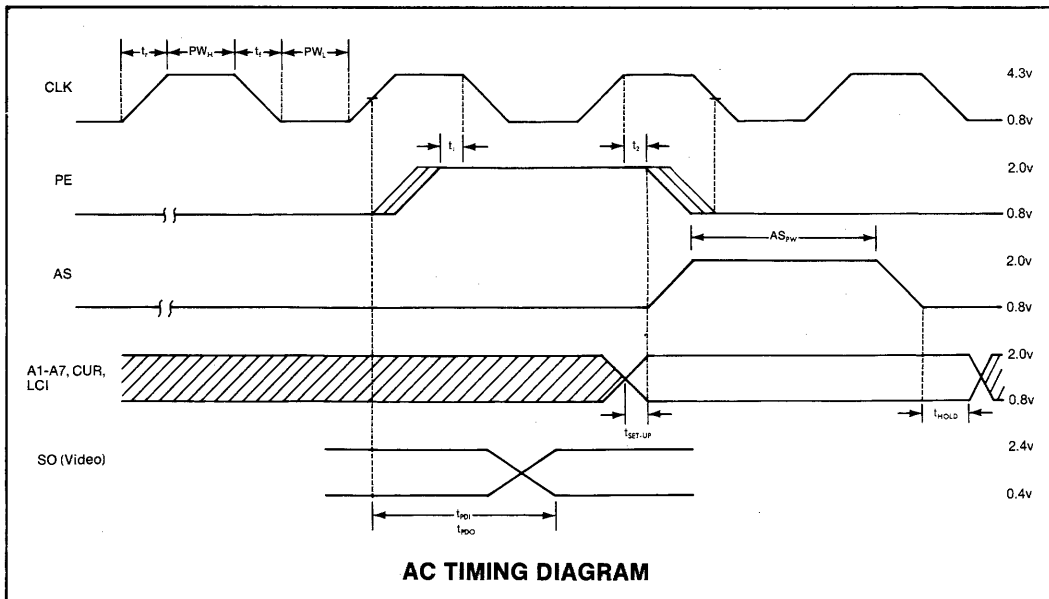 tr PWH tf PWL
CLK
4.3v
0.8v
t1 t2
PE
2.0v
0.8v
ASPW
AS
2.0v
0.8v
A1-A7, CUR,
LCI
2.0v
0.8v
tSET-UP
tHOLD
SO (Video)
2.4v
0.4v
tPDI
tPDO
AC TIMING DIAGRAM